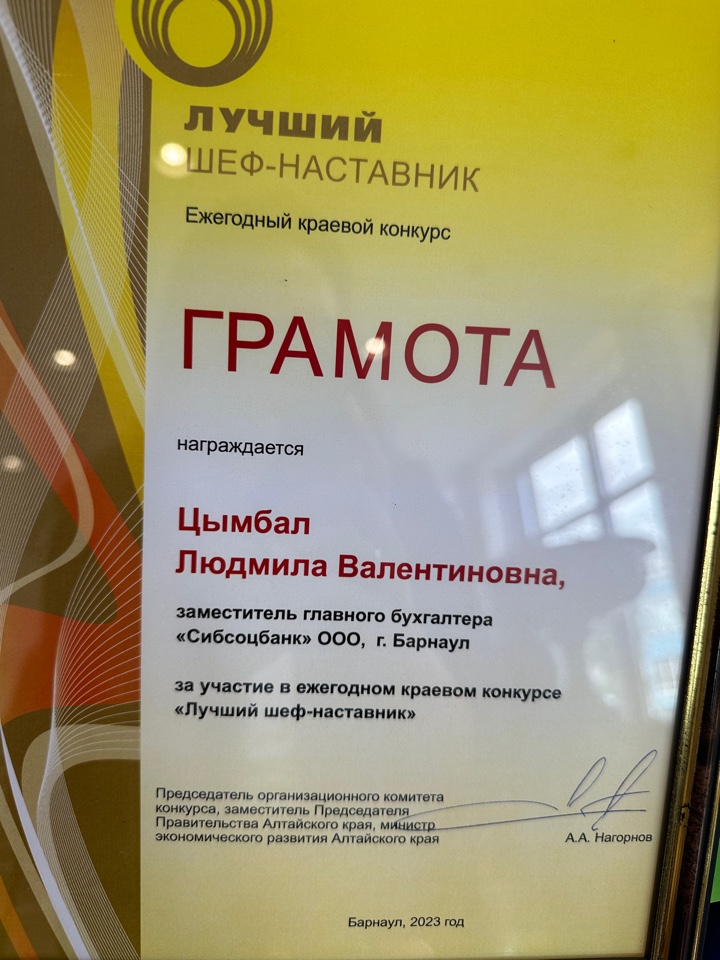 ЛУЧШИЙ
ШЕФ-НАСТАВНИК
Ежегодный краевой конкурс
ГРАМОТА
награждается
Цымбал
Людмила Валентиновна,
заместитель главного бухгалтера
«Сибсоцбанк» ООО, г. Барнаул
за участие в ежегодном краевом конкурсе
«Лучший шеф-наставник»
Председатель организационного комитета
конкурса, заместитель Председателя
Правительства Алтайского края, министр
экономического развития Алтайского края
А.А. Нагорнов
Барнаул, 2023 год